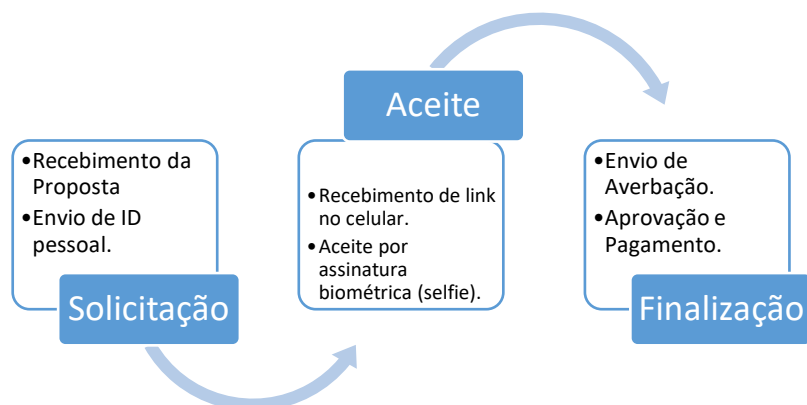 •Recebimento da
Proposta
•Envio de ID
pessoal.
Solicitação
Aceite
•Recebimento de link
no celular.
•Aceite por
assinatura
biométrica (selfie).
•Envio de
Averbação.
•Aprovação e
Pagamento.
Finalização